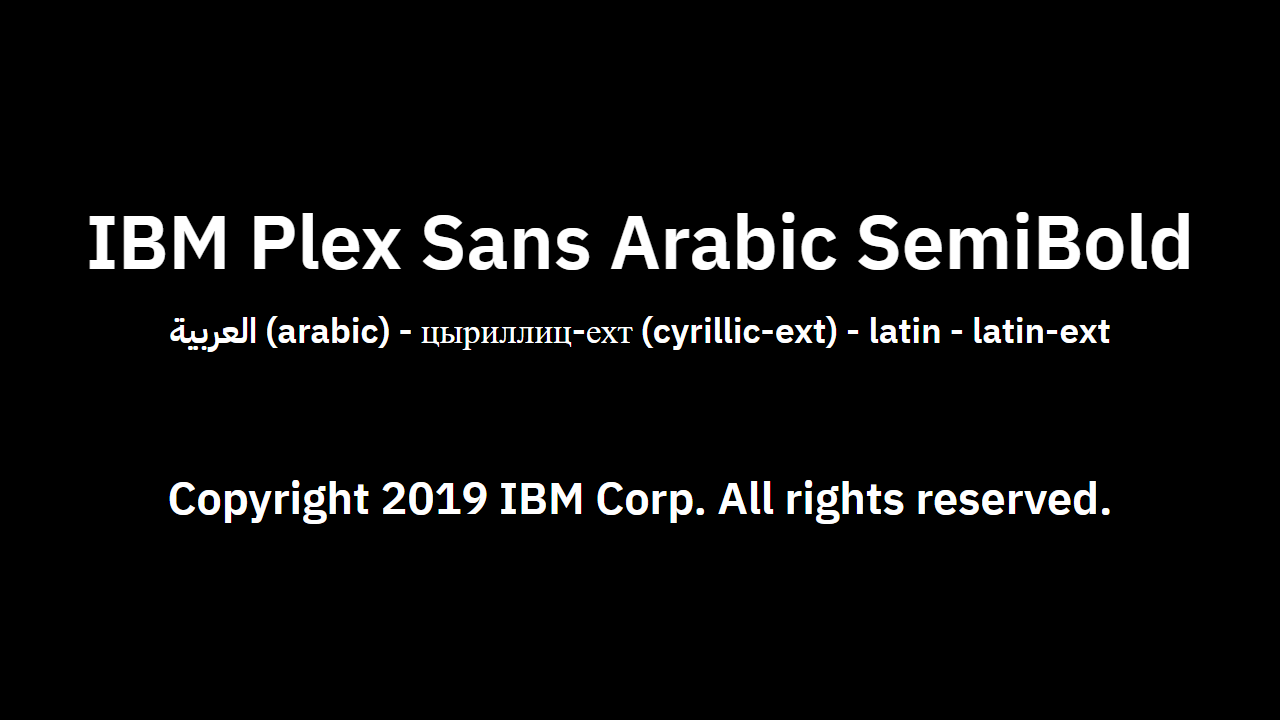 IBM Plex Sans Arabic SemiBold
العربية (arabic) - цыриллиц-ехт (cyrillic-ext) - latin - latin-ext
Copyright 2019 IBM Corp. All rights reserved.